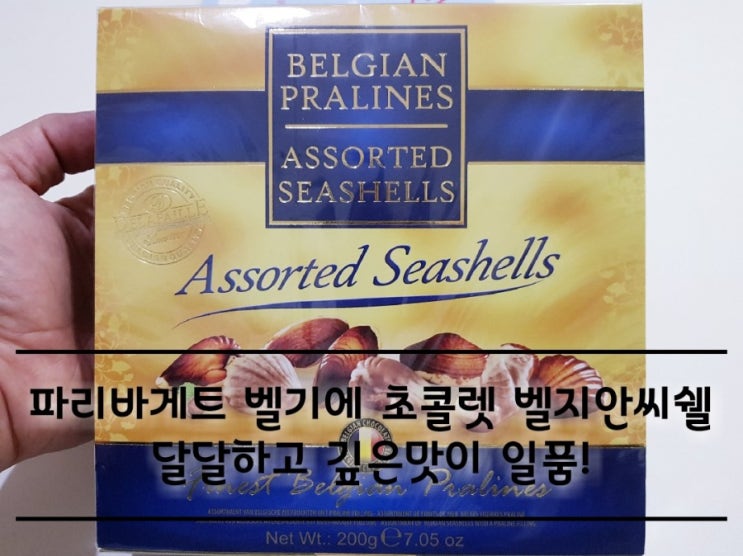 BELGIAN
PRALINES
ASSORTED
SEASHELLS
Assorted Seashells
파리바게트 벨기에 초콜렛 벨지안씨쉘
달달하고 깊은맛이 일품!
BELGIAN CHOCOLATE
Finest Belgian Pralines
Net Wt.: 200g ℮ 7.05 oz